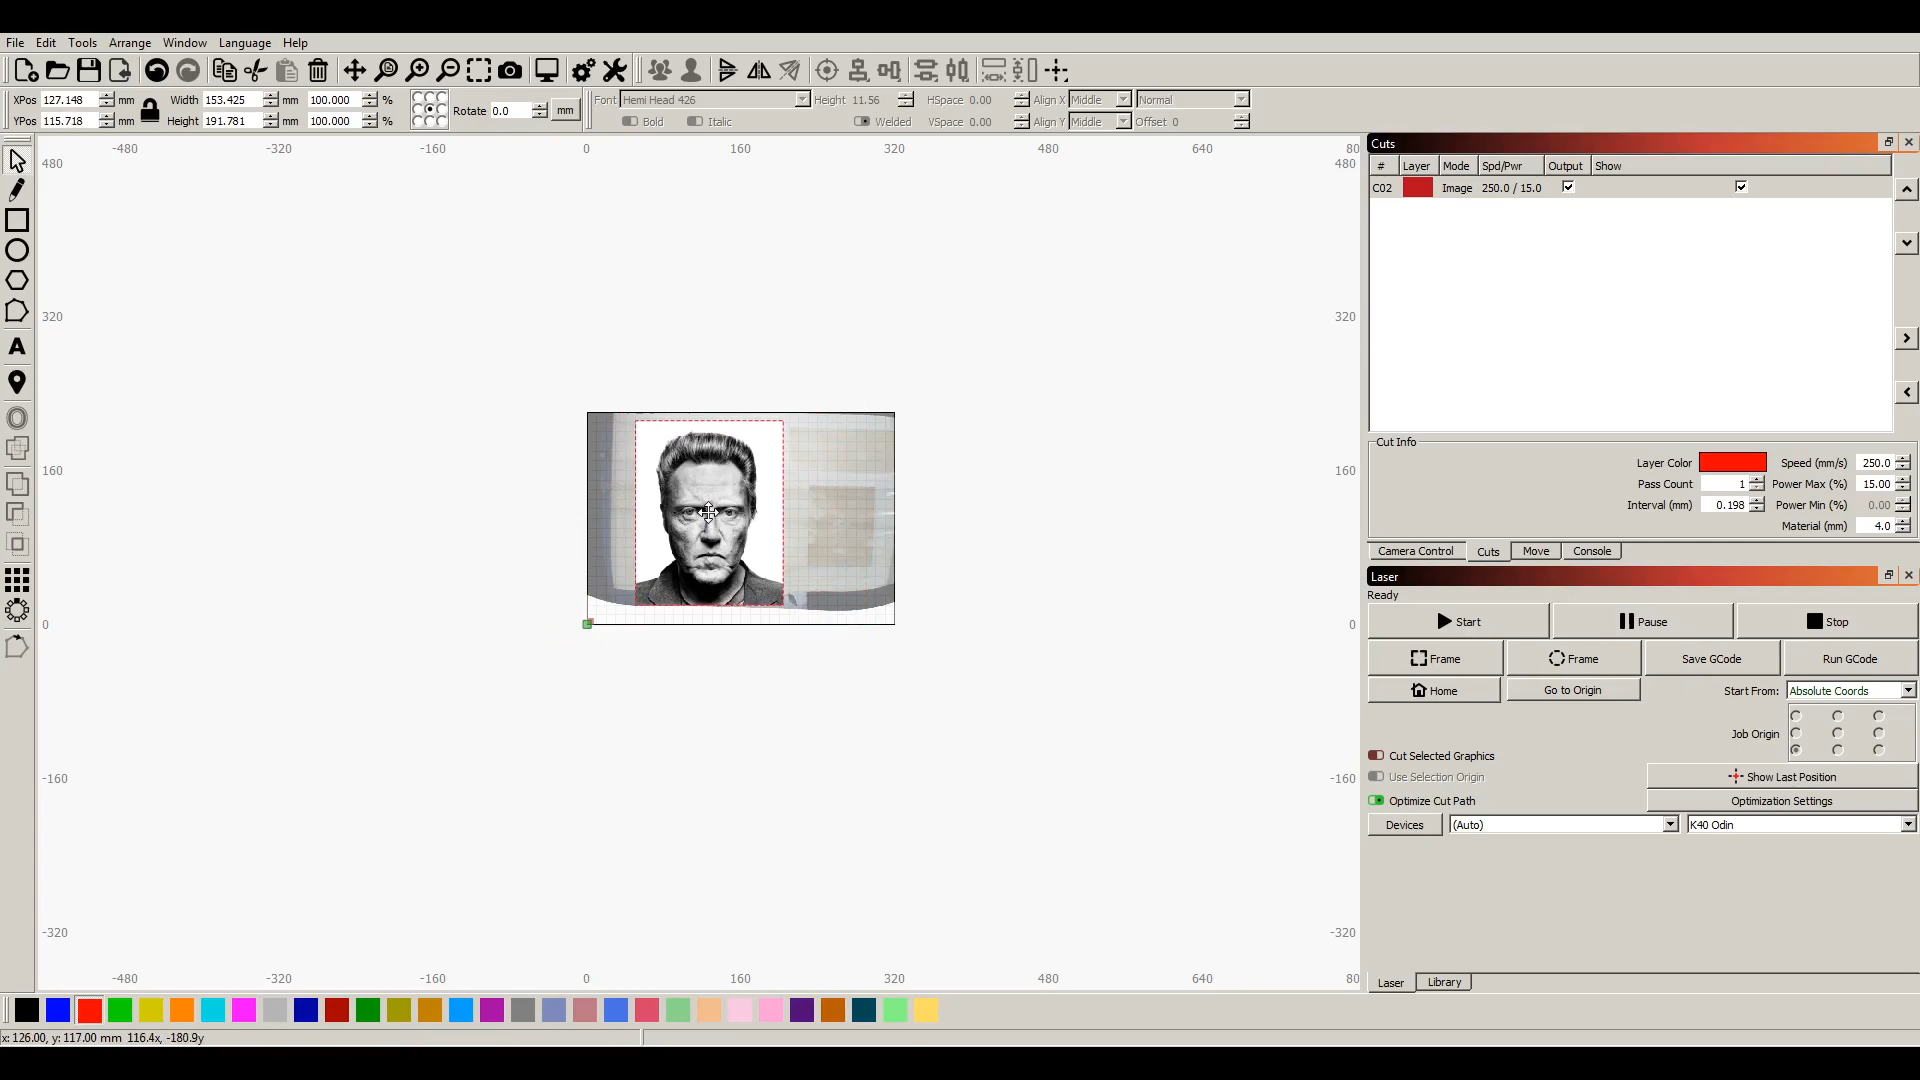 File Edit Tools Arrange Window Language Help
XPos 127.148 mm Width 153.425 mm 100.000 % Rotate 0.0 mm Font Hemi Head 426 Height 11.56 HSpace 0.00 Align X Middle Normal
YPos 115.718 mm Height 191.781 mm 100.000 % Bold Italic Welded VSpace 0.00 Align Y Middle Offset 0
-480 -320 -160 0 160 320 480 640 80
480 480
320 320
160 160
0 0
-160 -160
-320 -320
-480 -320 -160 0 160 320 480 640 80
Cuts
# Layer Mode Spd/Pwr Output Show
C02 Image 250.0 / 15.0
Cut Info
Layer Color Speed (mm/s) 250.0
Pass Count 1 Power Max (%) 15.00
Interval (mm) 0.198 Power Min (%) 0.00
Material (mm) 4.0
Camera Control Cuts Move Console
Laser
Ready
Start Pause Stop
Frame Frame Save GCode Run GCode
Home Go to Origin Start From: Absolute Coords
Job Origin
Cut Selected Graphics
Use Selection Origin Show Last Position
Optimize Cut Path Optimization Settings
Devices (Auto) K40 Odin
Laser Library
x: 126.00, y: 117.00 mm 116.4x, -180.9y